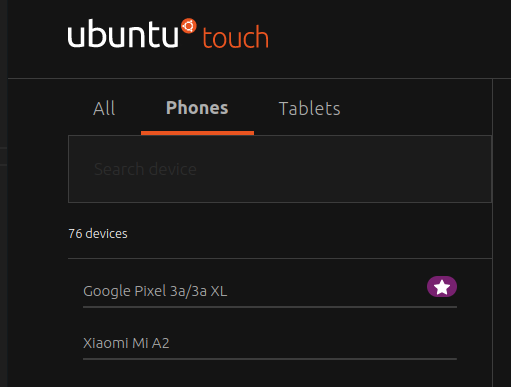 ubuntu touch
All Phones Tablets
Search device
76 devices
Google Pixel 3a/3a XL
Xiaomi Mi A2